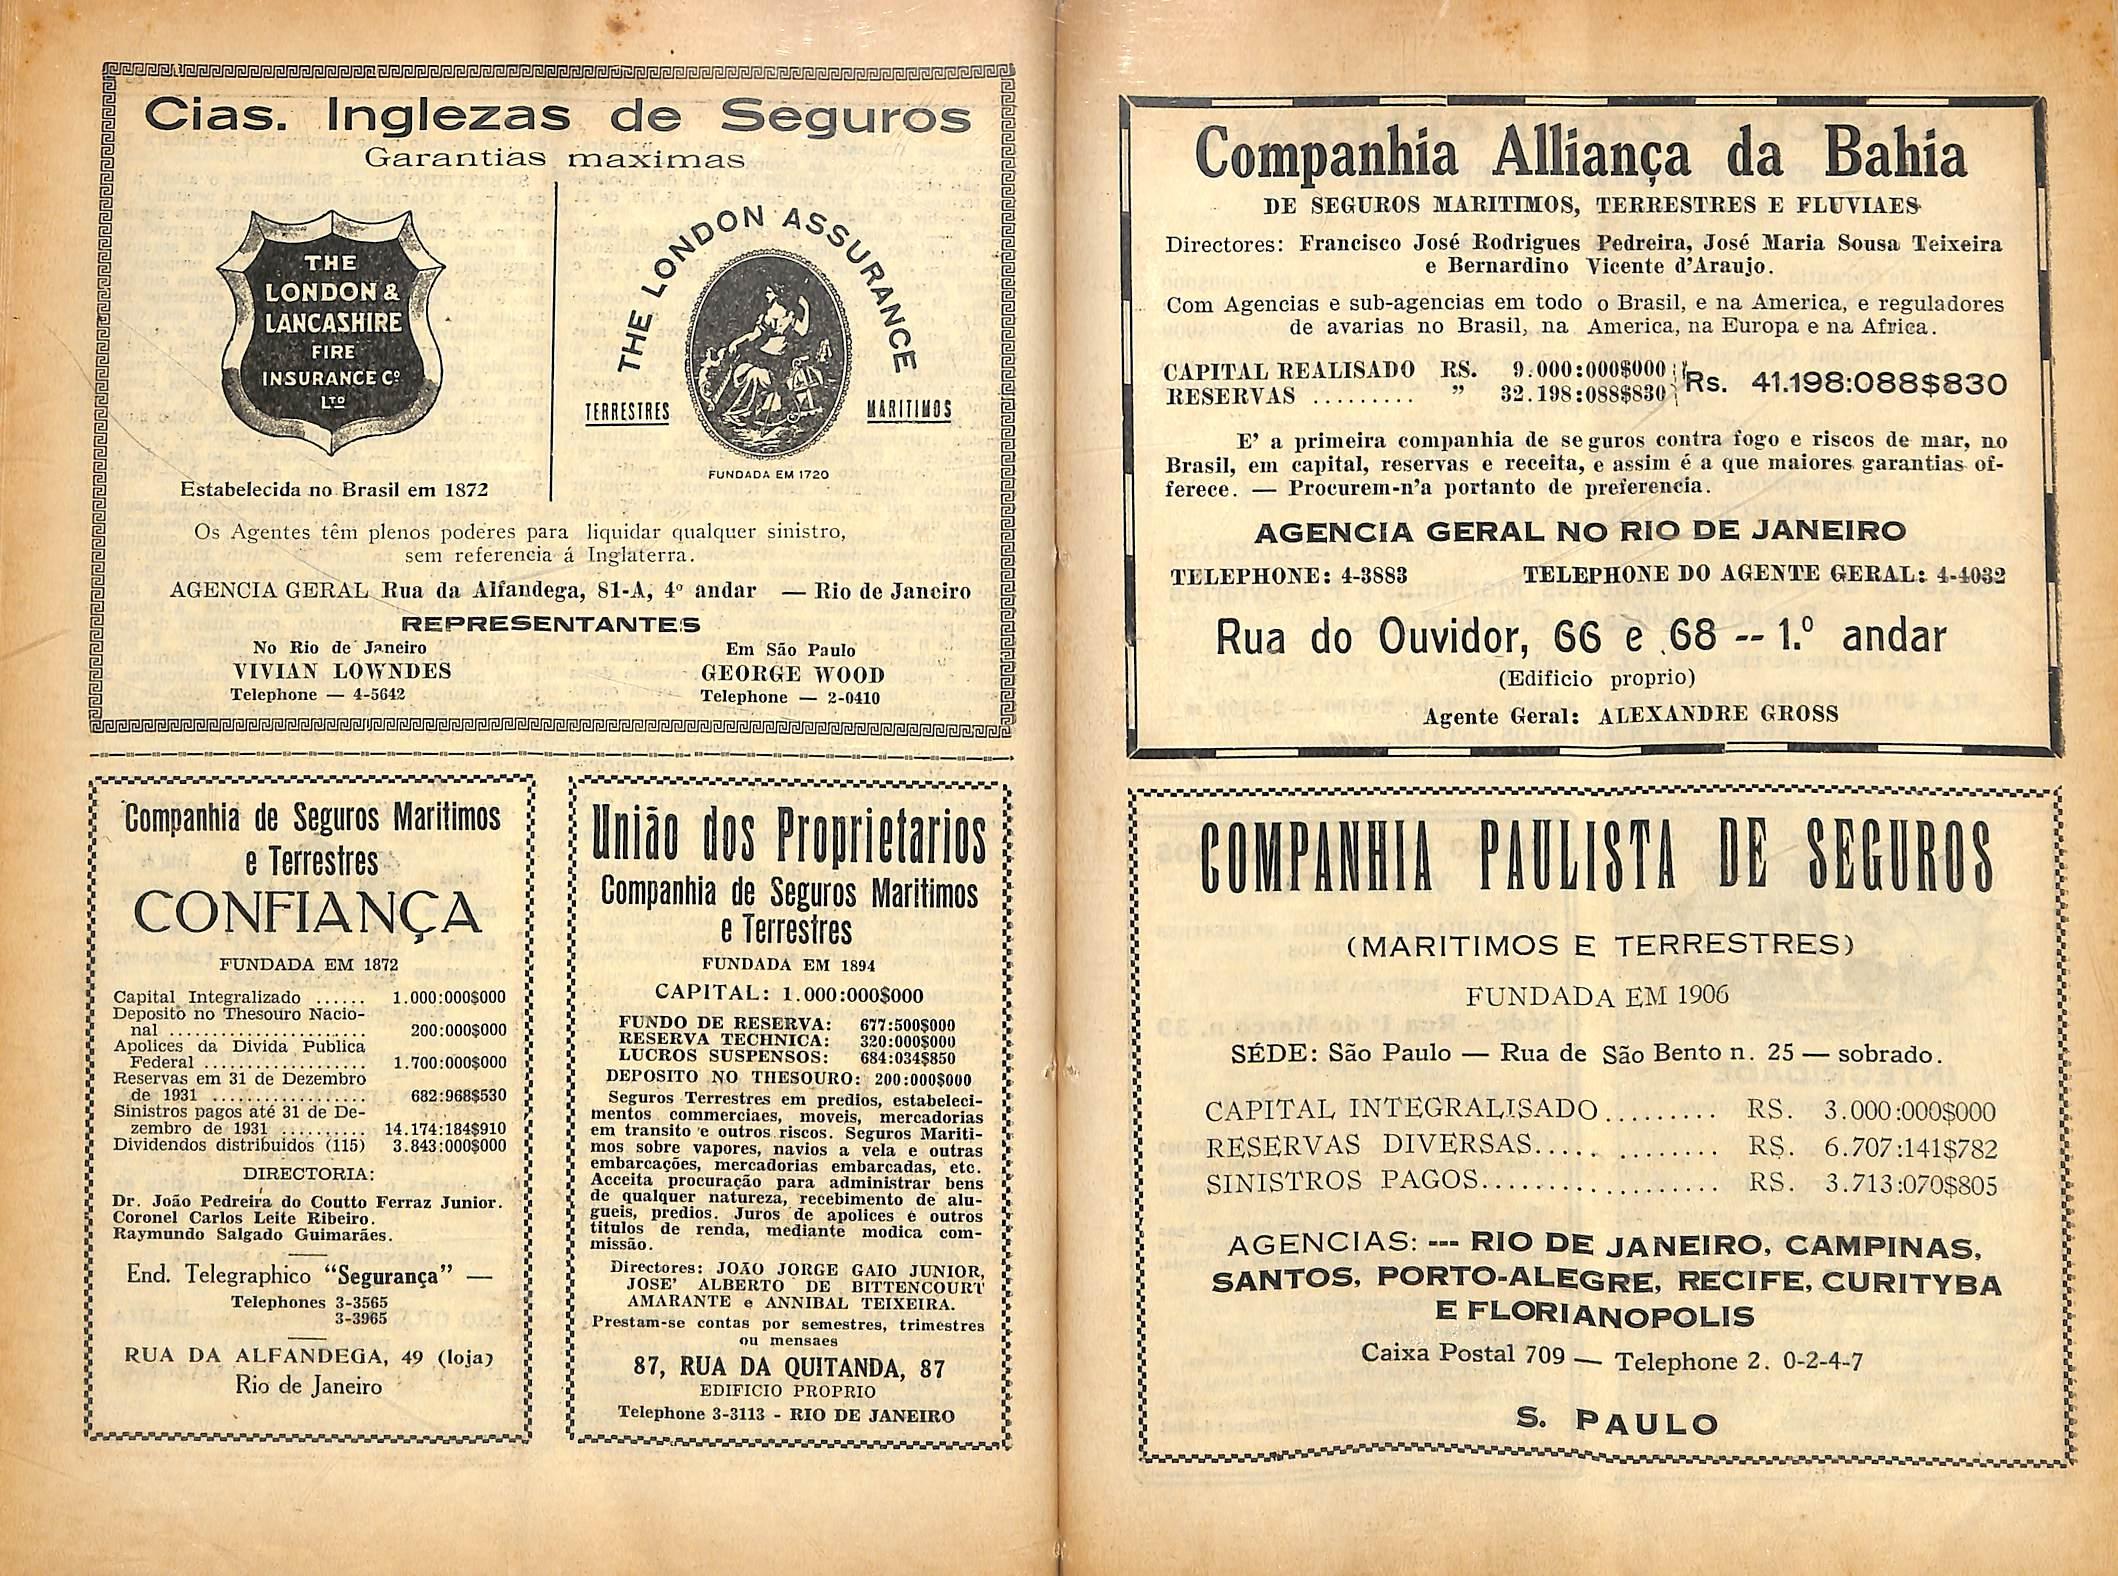 Cias. Inglezas de Seguros
Garantias maximas
THE
LONDON &
LANCASHIRE
FIRE
INSURANCE Cº
LTD
Estabelecida no Brasil em 1872
THE LONDON ASSURANCE
TERRESTRES
MARITIMOS
FUNDADA EM 1720
Os Agentes têm plenos poderes para liquidar qualquer sinistro,
sem referencia á Inglaterra.
AGENCIA GERAL Rua da Alfandega, 81-A, 4º andar — Rio de Janeiro
REPRESENTANTES
No Rio de Janeiro
VIVIAN LOWNDES
Telephone — 4-5642
Em São Paulo
GEORGE WOOD
Telephone — 2-0410
Companhia de Seguros Maritimos
e Terrestres
CONFIANÇA
FUNDADA EM 1872
Capital Integralizado ...... 1.000:000$000
Deposito no Thesouro Nacio-
nal ........................ 200:000$000
Apolices da Divida Publica
Federal .................... 1.700:000$000
Reservas em 31 de Dezembro
de 1931 ................... 682:968$530
Sinistros pagos até 31 de De-
zembro de 1931 .......... 14.174:184$910
Dividendos distribuidos (115) 3.843:000$000
DIRECTORIA:
Dr. João Pedreira do Coutto Ferraz Junior.
Coronel Carlos Leite Ribeiro.
Raymundo Salgado Guimarães.
End. Telegraphico "Segurança" —
Telephones 3-3565
3-3965
RUA DA ALFANDEGA, 49 (loja)
Rio de Janeiro
União dos Proprietarios
Companhia de Seguros Maritimos
e Terrestres
FUNDADA EM 1894
CAPITAL: 1.000:000$000
FUNDO DE RESERVA: 677:500$000
RESERVA TECHNICA: 320:000$000
LUCROS SUSPENSOS: 684:034$850
DEPOSITO NO THESOURO: 200:000$000
Seguros Terrestres em predios, estabeleci-
mentos commerciaes, moveis, mercadorias
em transito e outros riscos. Seguros Mariti-
mos sobre vapores, navios a vela e outras
embarcações, mercadorias embarcadas, etc.
Acceita procuração para administrar bens
de qualquer natureza, recebimento de alu-
gueis, predios. Juros de apolices e outros
titulos de renda, mediante modica com-
missão.
Directores: JOÃO JORGE GAIO JUNIOR,
JOSE' ALBERTO DE BITTENCOURT
AMARANTE e ANNIBAL TEIXEIRA.
Prestam-se contas por semestres, trimestres
ou mensaes
87, RUA DA QUITANDA, 87
EDIFICIO PROPRIO
Telephone 3-3113 - RIO DE JANEIRO
Companhia Alliança da Bahia
DE SEGUROS MARITIMOS, TERRESTRES E FLUVIAES
Directores: Francisco José Rodrigues Pedreira, José Maria Sousa Teixeira
e Bernardino Vicente d'Araujo.
Com Agencias e sub-agencias em todo o Brasil, e na America, e reguladores
de avarias no Brasil, na America, na Europa e na Africa.
CAPITAL REALISADO RS. 9.000:000$000
RESERVAS ......... " 32.198:088$830
Rs. 41.198:088$830
E' a primeira companhia de seguros contra fogo e riscos de mar, no
Brasil, em capital, reservas e receita, e assim é a que maiores garantias of-
ferece. — Procurem-n'a portanto de preferencia.
AGENCIA GERAL NO RIO DE JANEIRO
TELEPHONE: 4-3883 TELEPHONE DO AGENTE GERAL: 4-4032
Rua do Ouvidor, 66 e 68 -- 1.º andar
(Edificio proprio)
Agente Geral: ALEXANDRE GROSS
COMPANHIA PAULISTA DE SEGUROS
(MARITIMOS E TERRESTRES)
FUNDADA EM 1906
SÉDE: São Paulo — Rua de São Bento n. 25 — sobrado.
CAPITAL INTEGRALISADO ......... RS. 3.000:000$000
RESERVAS DIVERSAS..... ........ RS. 6.707:141$782
SINISTROS PAGOS.................. RS. 3.713:070$805
AGENCIAS: --- RIO DE JANEIRO, CAMPINAS,
SANTOS, PORTO-ALEGRE, RECIFE, CURITYBA
E FLORIANOPOLIS
Caixa Postal 709 — Telephone 2. 0-2-4-7
S. PAULO